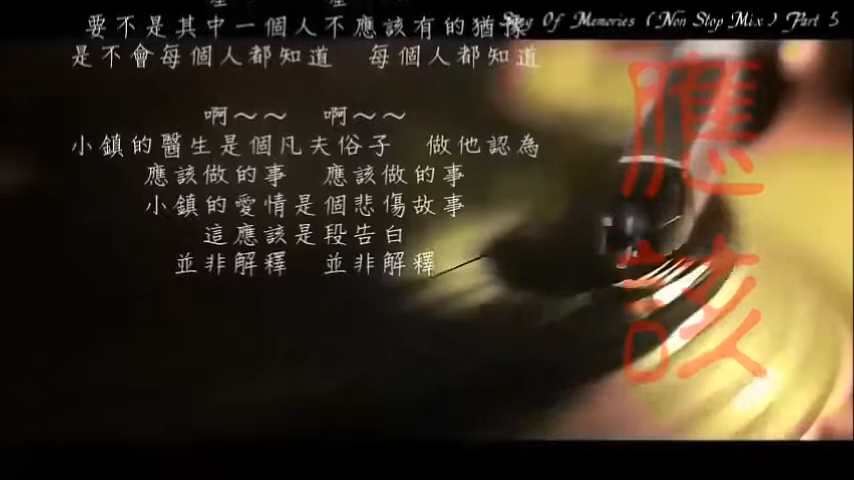 Of Memories (Non Stop Mix) Part 5
要不是其中一個人不應該有的猶豫
是不會每個人都知道 每個人都知道
啊～～ 啊～～
小鎮的醫生是個凡夫俗子 做他認為
應該做的事 應該做的事
小鎮的愛情是個悲傷故事
這應該是段告白
並非解釋 並非解釋
應該